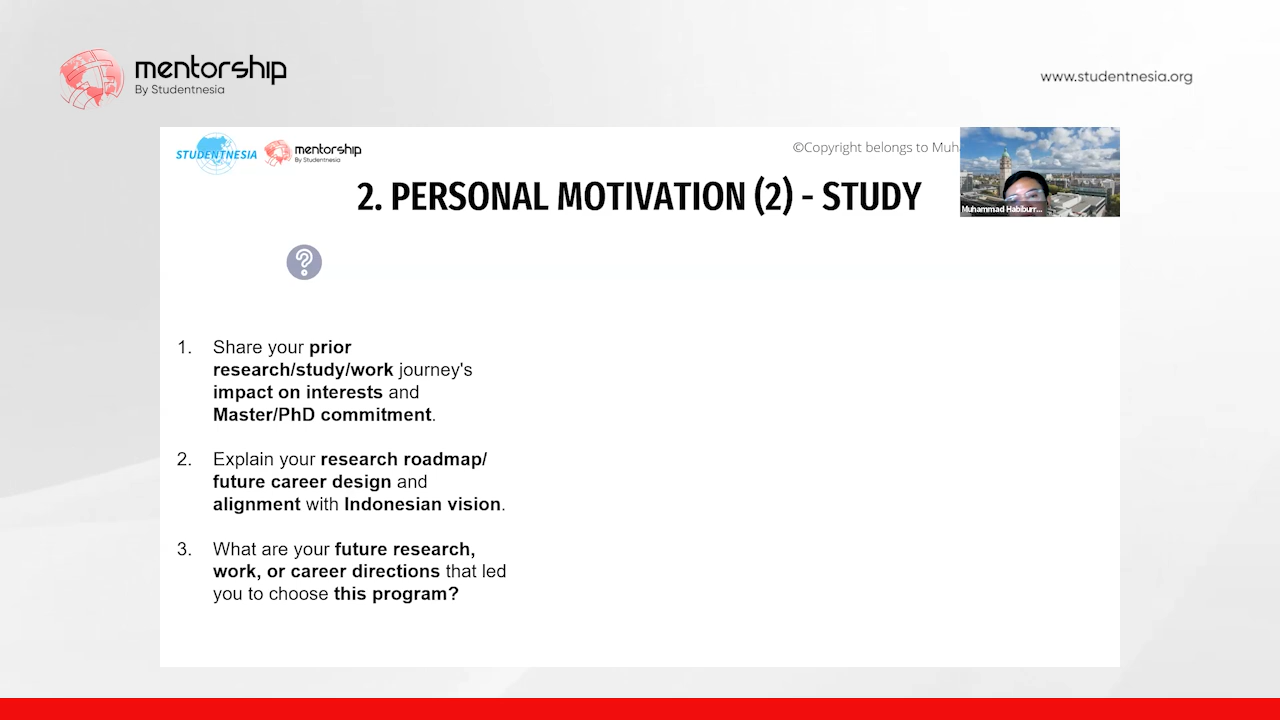 mentorship
By Studentnesia
www.studentnesia.org
STUDENTNESIA
mentorship
By Studentnesia
©Copyright belongs to Muh
2. PERSONAL MOTIVATION (2) - STUDY
Muhammad Habiburr...
?
1. Share your prior
research/study/work journey's
impact on interests and
Master/PhD commitment.
2. Explain your research roadmap/
future career design and
alignment with Indonesian vision.
3. What are your future research,
work, or career directions that led
you to choose this program?